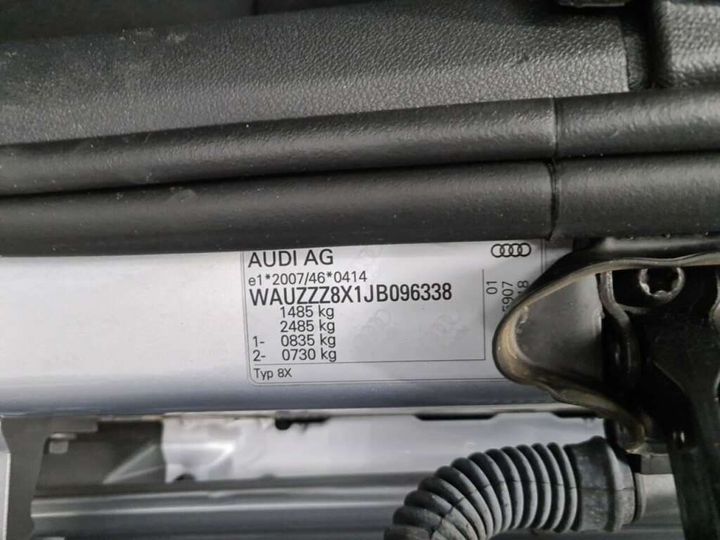 AUDI AG
e1*2007/46*0414
WAUZZZ8X1JB096338
1485 kg
2485 kg
1- 0835 kg
2- 0730 kg
Typ 8X
01